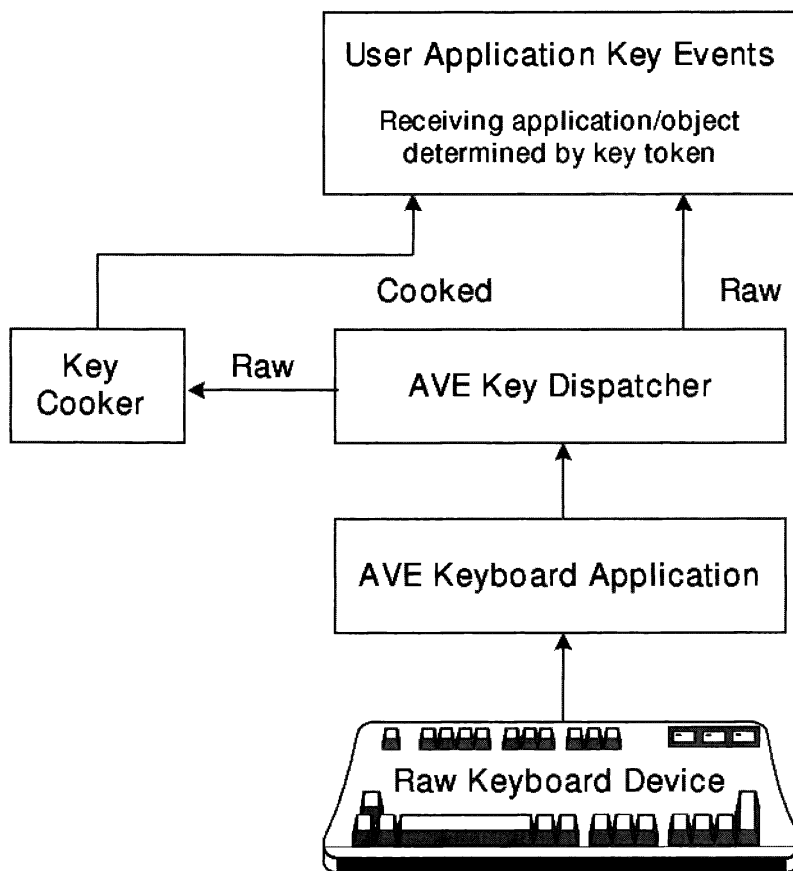 User Application Key Events
Receiving application/object
determined by key token
Cooked
Raw
Key
Cooker
Raw
AVE Key Dispatcher
AVE Keyboard Application
Raw Keyboard Device